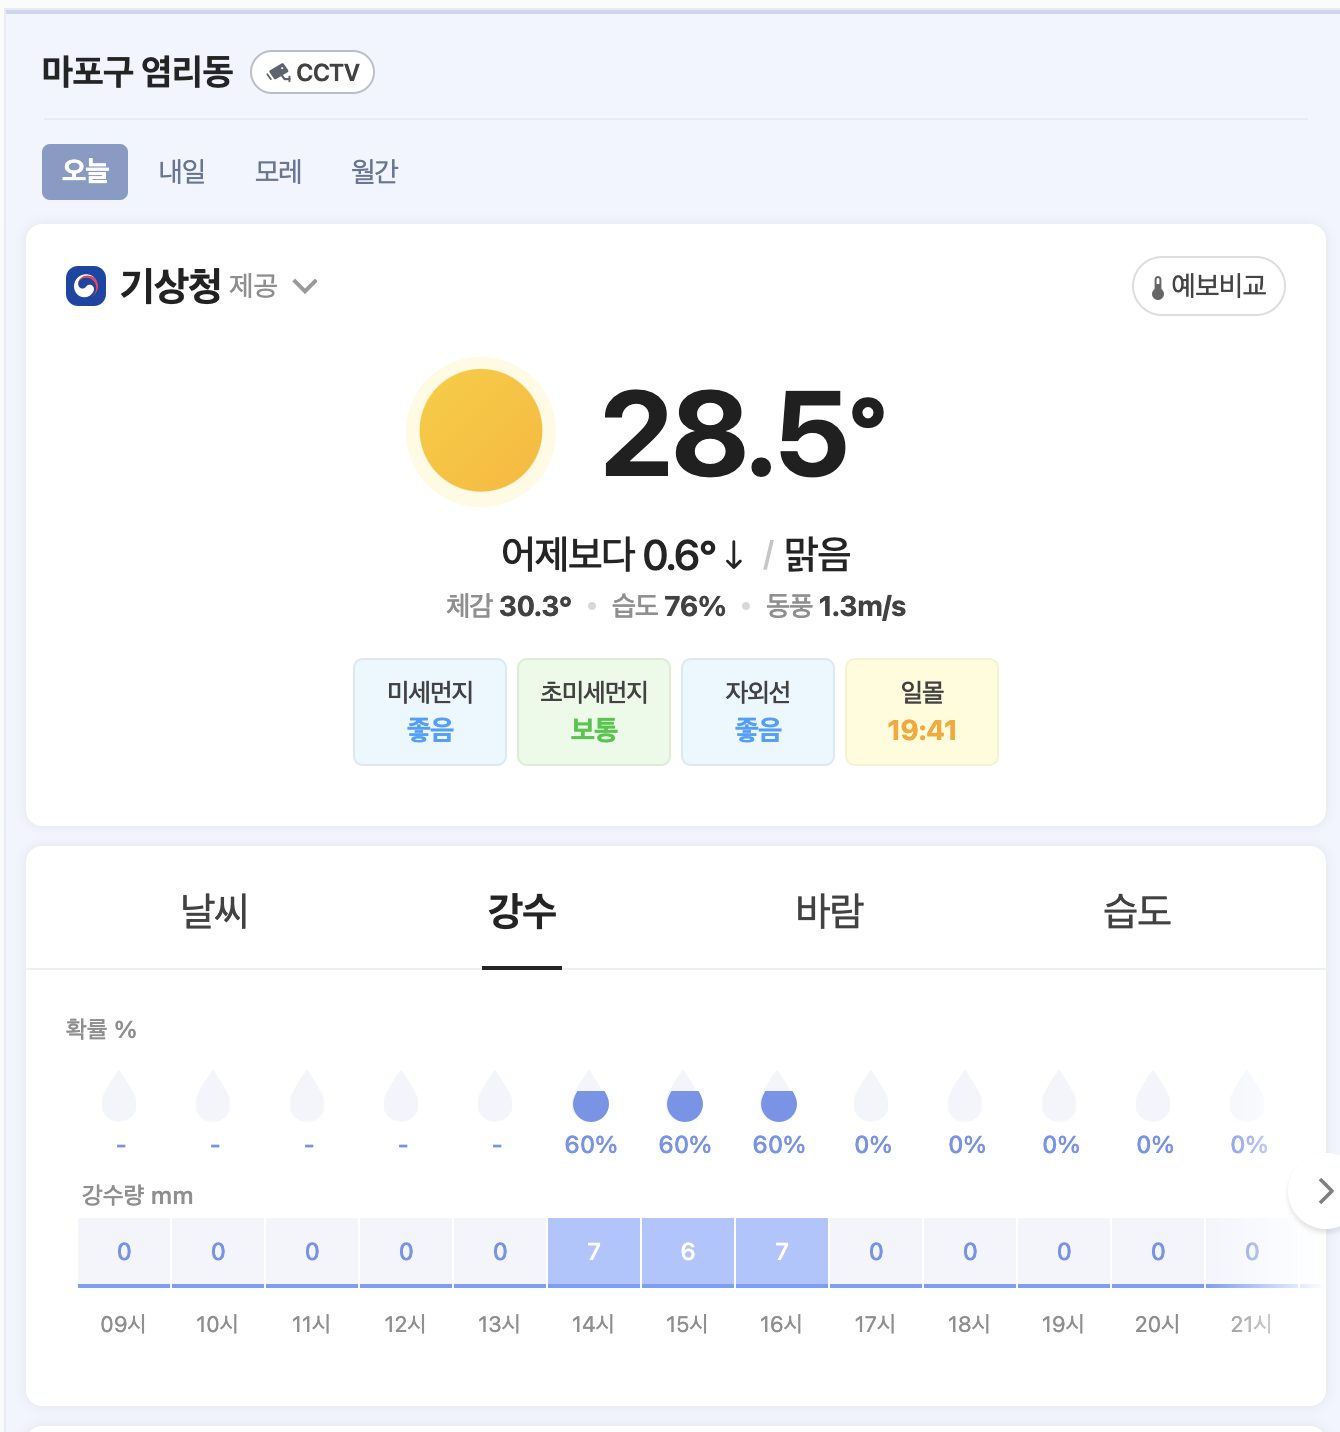 마포구 염리동 CCTV
오늘 내일 모레 월간
기상청 제공 예보비교
28.5°
어제보다 0.6°↓ / 맑음
체감 30.3° • 습도 76% • 동풍 1.3m/s
미세먼지 초미세먼지 자외선 일몰
좋음 보통 좋음 19:41
날씨 강수 바람 습도
확률 %
- - - - - 60% 60% 60% 0% 0% 0% 0% 0%
강수량 mm
0 0 0 0 0 7 6 7 0 0 0 0 0
09시 10시 11시 12시 13시 14시 15시 16시 17시 18시 19시 20시 21시